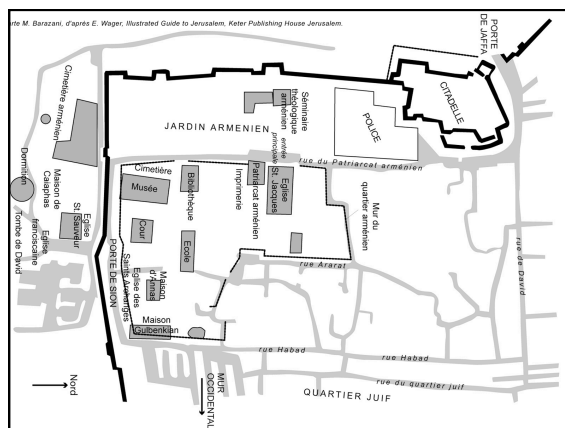 rte M. Barazani, d'après E. Wager, Illustrated Guide to Jerusalem, Keter Publishing House Jerusalem.
PORTE
DE JAFFA
CITADELLE
POLICE
Séminaire
théologique
arménien
entrée
principale
JARDIN ARMENIEN
Cimetière arménien
rue du Patriarcat arménien
Cimetière
Musée
Bibliothèque
Patriarcat arménien
Imprimerie
Eglise
St. Jacques
Mur du
quartier arménien
Dormition
Maison de
Caiaphas
Eglise
St. Sauveur
Eglise
franciscaine
Tombe de David
PORTE DE SION
Cour
Ecole
rue Ararat
rue de David
Maison
d'Annas
Eglise des
Saints Archanges
Maison
Gulbenkian
rue Habad
rue Habad
rue du quartier juif
QUARTIER JUIF
MUR
OCCIDENTAL
Nord